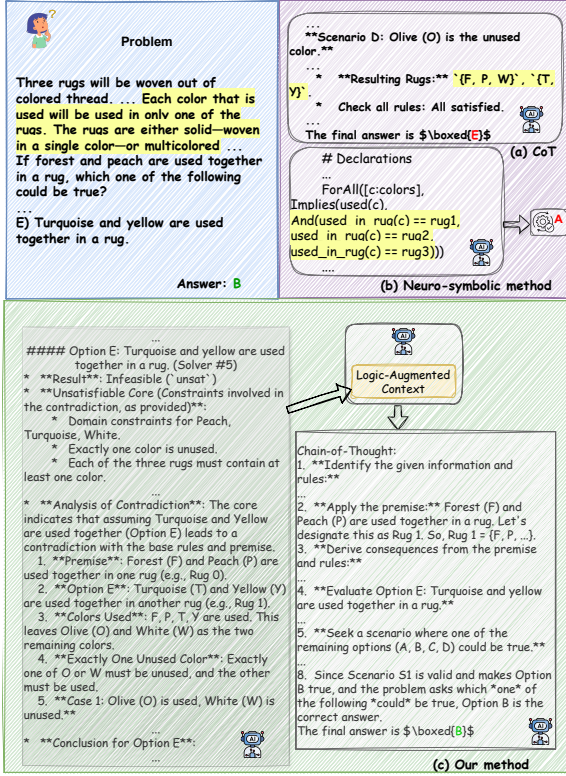 Problem
Three rugs will be woven out of
colored thread. ... Each color that is
used will be used in only one of the
rugs. The rugs are either solid—woven
in a single color—or multicolored ...
If forest and peach are used together
in a rug, which one of the following
could be true?
...
E) Turquoise and yellow are used
together in a rug.
Answer: B
...
**Scenario D: Olive (O) is the unused
color.**
...
* **Resulting Rugs:** `{F, P, W}`, `{T,
Y}`.
* Check all rules: All satisfied.
...
The final answer is $\boxed{E}$
(a) CoT
# Declarations
...
ForAll([c:colors],
Implies(used(c),
And(used_in_rug(c) == rug1,
used_in_rug(c) == rug2,
used_in_rug(c) == rug3)))
....
AI
A
(b) Neuro-symbolic method
...
#### Option E: Turquoise and yellow are used
together in a rug. (Solver #5)
* **Result**: Infeasible (`unsat`)
* **Unsatisfiable Core (Constraints involved in
the contradiction, as provided)**:
* Domain constraints for Peach,
Turquoise, White.
* Exactly one color is unused.
* Each of the three rugs must contain at
least one color.
...
* **Analysis of Contradiction**: The core
indicates that assuming Turquoise and Yellow
are used together (Option E) leads to a
contradiction with the base rules and premise.
1. **Premise**: Forest (F) and Peach (P) are
used together in one rug (e.g., Rug 0).
2. **Option E**: Turquoise (T) and Yellow (Y)
are used together in another rug (e.g., Rug 1).
3. **Colors Used**: F, P, T, Y are used. This
leaves Olive (O) and White (W) as the two
remaining colors.
4. **Exactly One Unused Color**: Exactly
one of O or W must be unused, and the other
must be used.
5. **Case 1: Olive (O) is used, White (W) is
unused.**
...
* **Conclusion for Option E**:
...
AI
Logic-Augmented
Context
Chain-of-Thought:
1. **Identify the given information and
rules:**
...
2. **Apply the premise:** Forest (F) and
Peach (P) are used together in a rug. Let's
designate this as Rug 1. So, Rug 1 = {F, P, ...}.
3. **Derive consequences from the premise
and rules:**
...
4. **Evaluate Option E: Turquoise and yellow
are used together in a rug.**
...
5. **Seek a scenario where one of the
remaining options (A, B, C, D) could be true.**
...
8. Since Scenario S1 is valid and makes Option
B true, and the problem asks which *one* of
the following *could* be true, Option B is the
correct answer.
The final answer is $\boxed{B}$
AI
(c) Our method